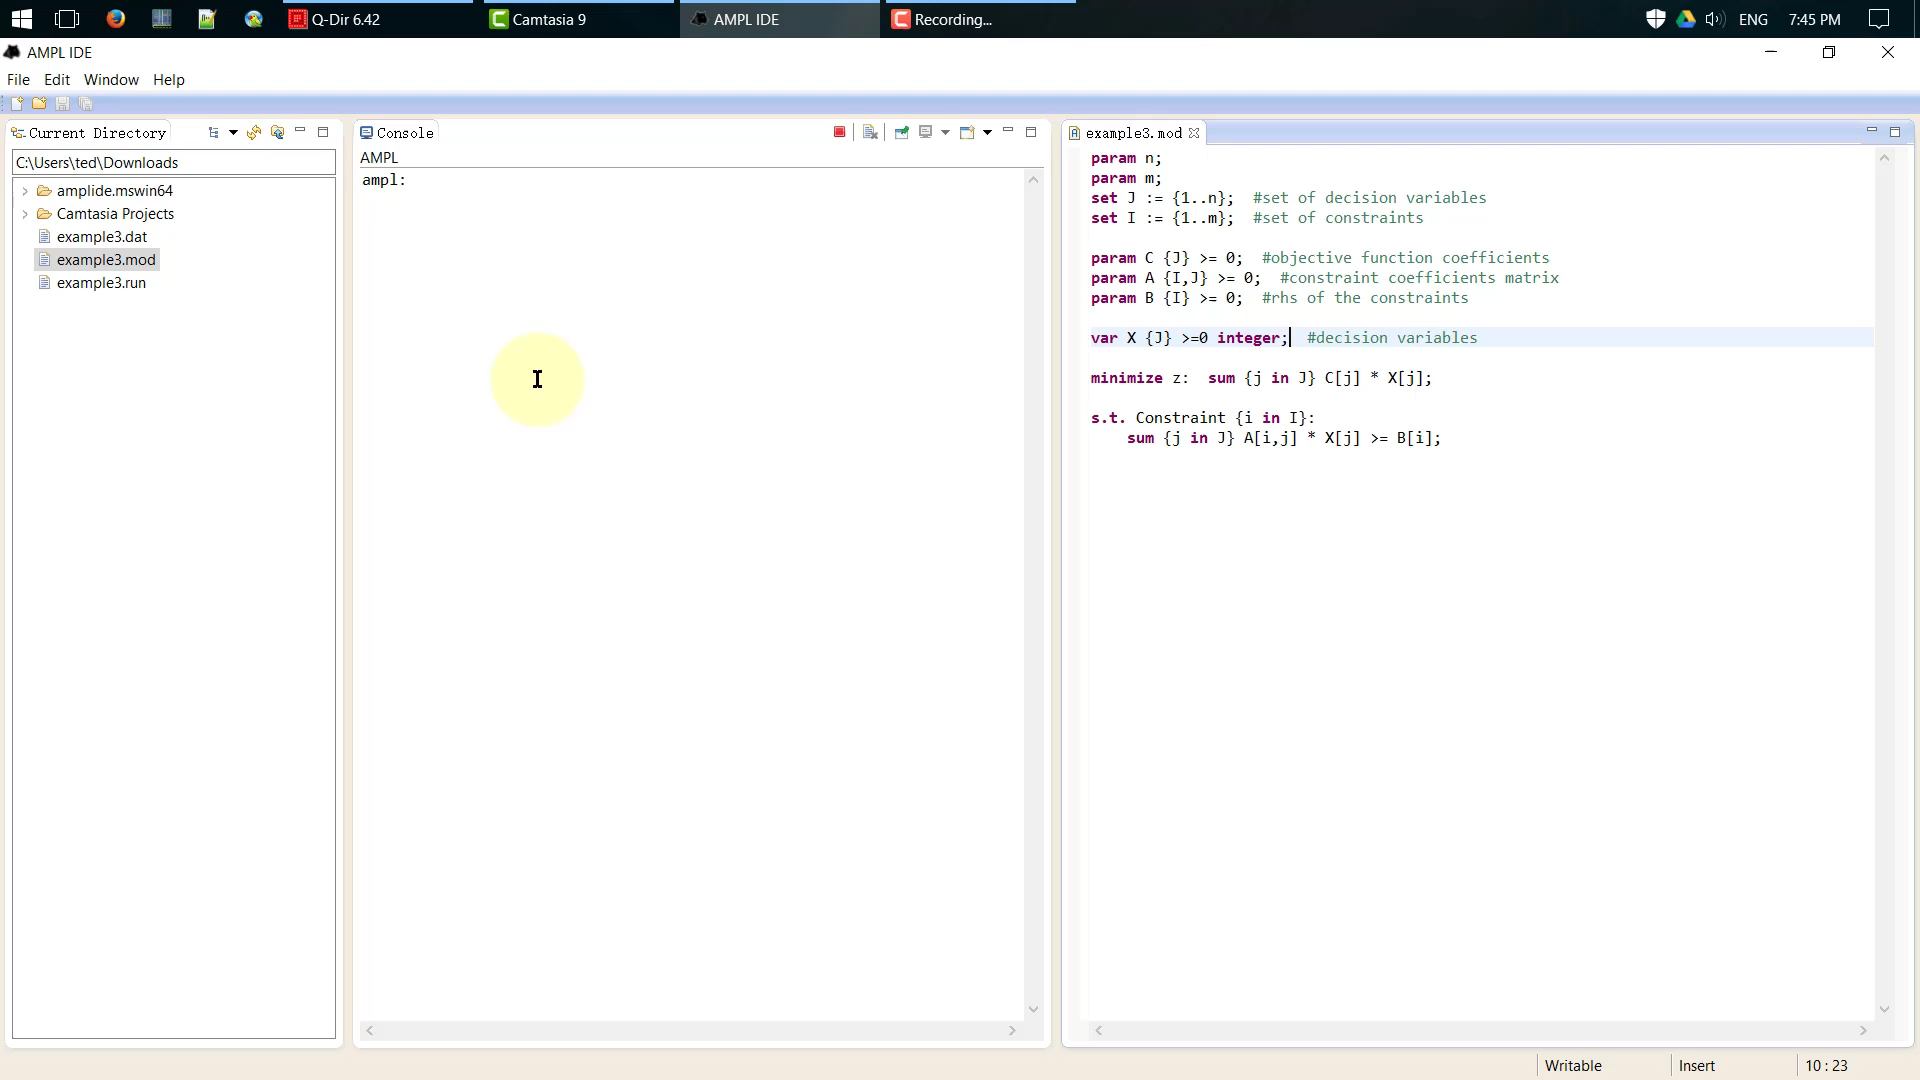 Q-Dir 6.42
Camtasia 9
AMPL IDE
Recording...
ENG
7:45 PM
AMPL IDE
File Edit Window Help
Current Directory
C:\Users\ted\Downloads
amplide.mswin64
Camtasia Projects
example3.dat
example3.mod
example3.run
Console
AMPL
ampl:
example3.mod
param n;
param m;
set J := {1..n};  #set of decision variables
set I := {1..m};  #set of constraints
param C {J} >= 0;  #objective function coefficients
param A {I,J} >= 0;  #constraint coefficients matrix
param B {I} >= 0;  #rhs of the constraints
var X {J} >=0 integer;  #decision variables
minimize z:  sum {j in J} C[j] * X[j];
s.t. Constraint {i in I}:
    sum {j in J} A[i,j] * X[j] >= B[i];
Writable
Insert
10 : 23